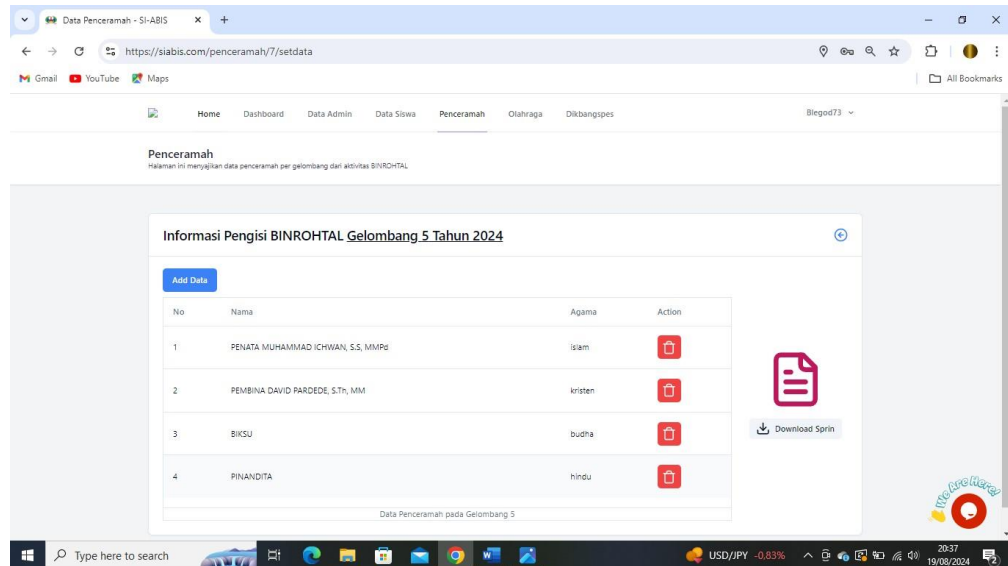 Data Penceramah - SI-ABIS
https://siabis.com/penceramah/7/setdata
Gmail YouTube Maps All Bookmarks
Home Dashboard Data Admin Data Siswa Penceramah Olahraga Dikbangspes Blegod73
Penceramah
Halaman ini menyajikan data penceramah per gelombang dari aktivitas BINROHTAL
Informasi Pengisi BINROHTAL Gelombang 5 Tahun 2024
Add Data
No Nama Agama Action
1 PENATA MUHAMMAD ICHWAN, S.S, MMPd islam
2 PEMBINA DAVID PARDEDE, S.Th, MM kristen
3 BIKSU budha
4 PINANDITA hindu
Data Penceramah pada Gelombang 5
Download Sprin
We Are Here!
Type here to search
USD/JPY -0,83%
20:37
19/08/2024